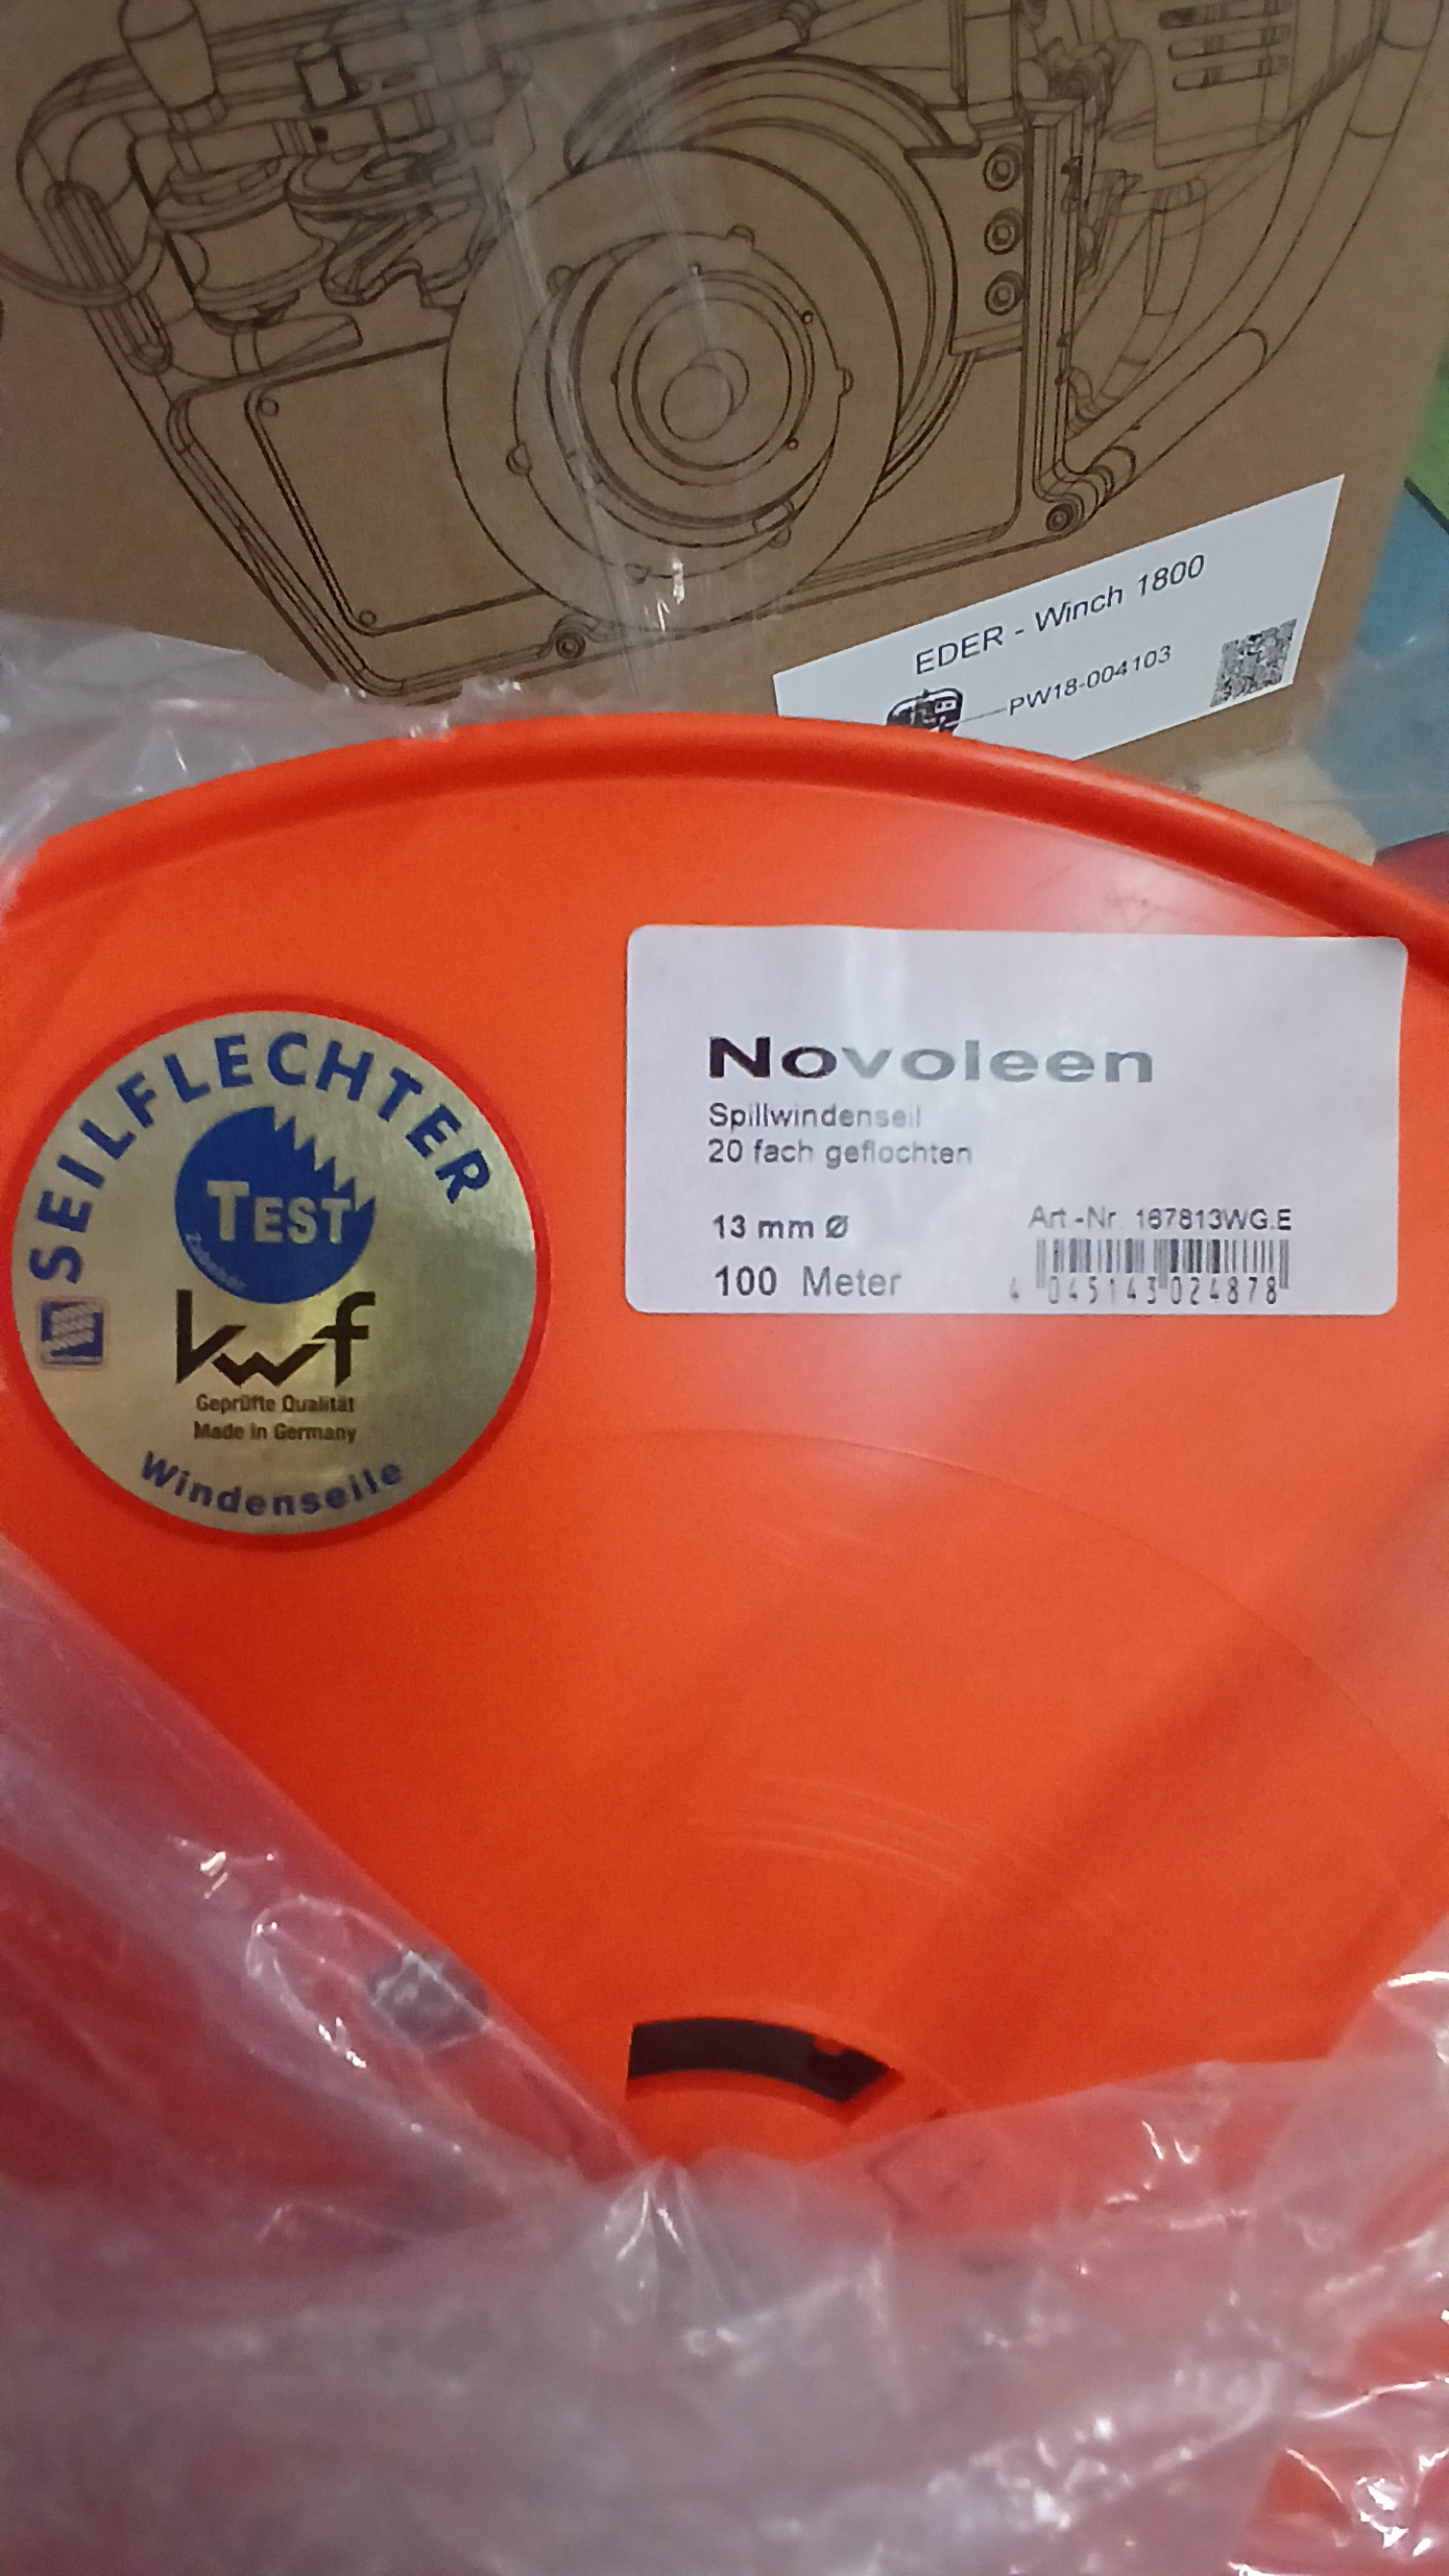 EDER - Winch 1800
PW18-004103
SEILFLECHTER
TEST
Zubehör
kwf
Geprüfte Qualität
Made in Germany
Windenseile
Novoleen
Spillwindenseil
20 fach geflochten
13 mm Ø
Art.-Nr. 167813WG.E
100 Meter
4 045143 024878